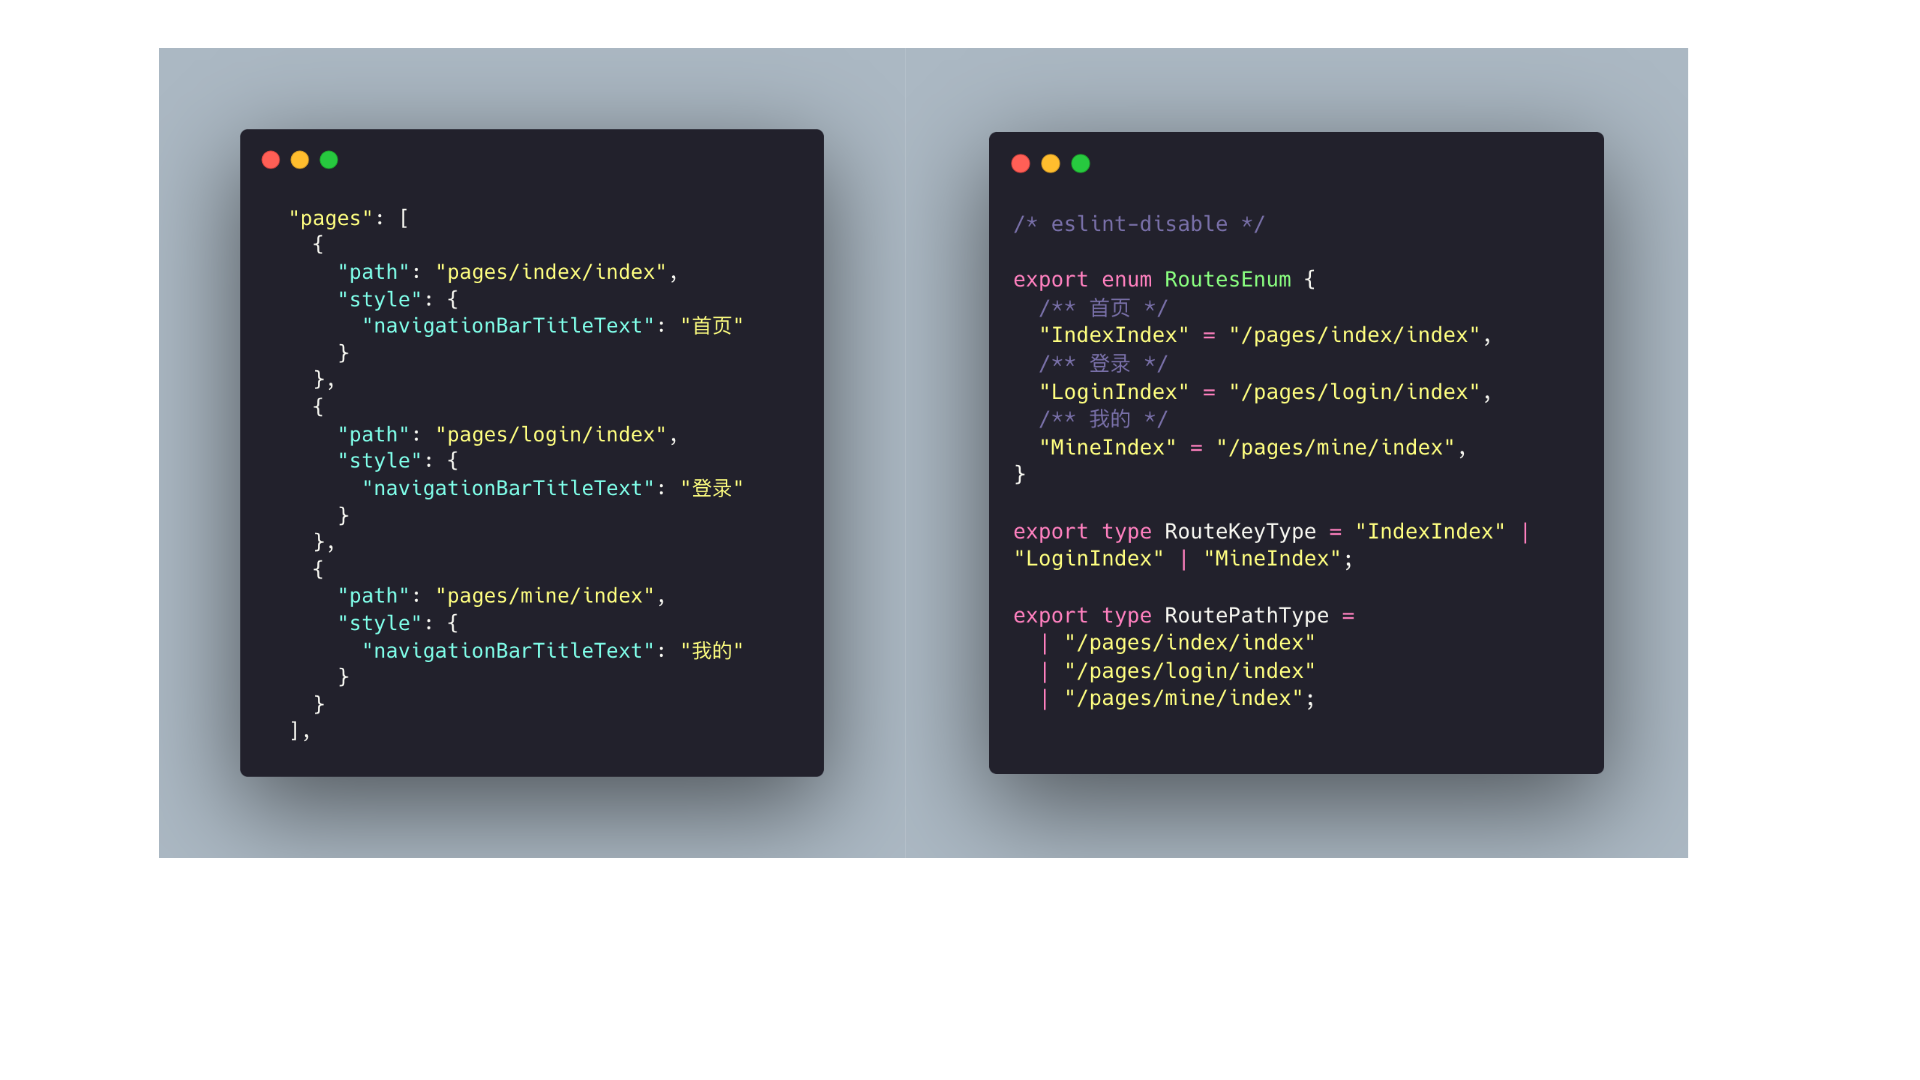 "pages": [
{
"path": "pages/index/index",
"style": {
"navigationBarTitleText": "首页"
}
},
{
"path": "pages/login/index",
"style": {
"navigationBarTitleText": "登录"
}
},
{
"path": "pages/mine/index",
"style": {
"navigationBarTitleText": "我的"
}
}
],
/* eslint-disable */
export enum RoutesEnum {
/** 首页 */
"IndexIndex" = "/pages/index/index",
/** 登录 */
"LoginIndex" = "/pages/login/index",
/** 我的 */
"MineIndex" = "/pages/mine/index",
}
export type RouteKeyType = "IndexIndex" |
"LoginIndex" | "MineIndex";
export type RoutePathType =
| "/pages/index/index"
| "/pages/login/index"
| "/pages/mine/index";